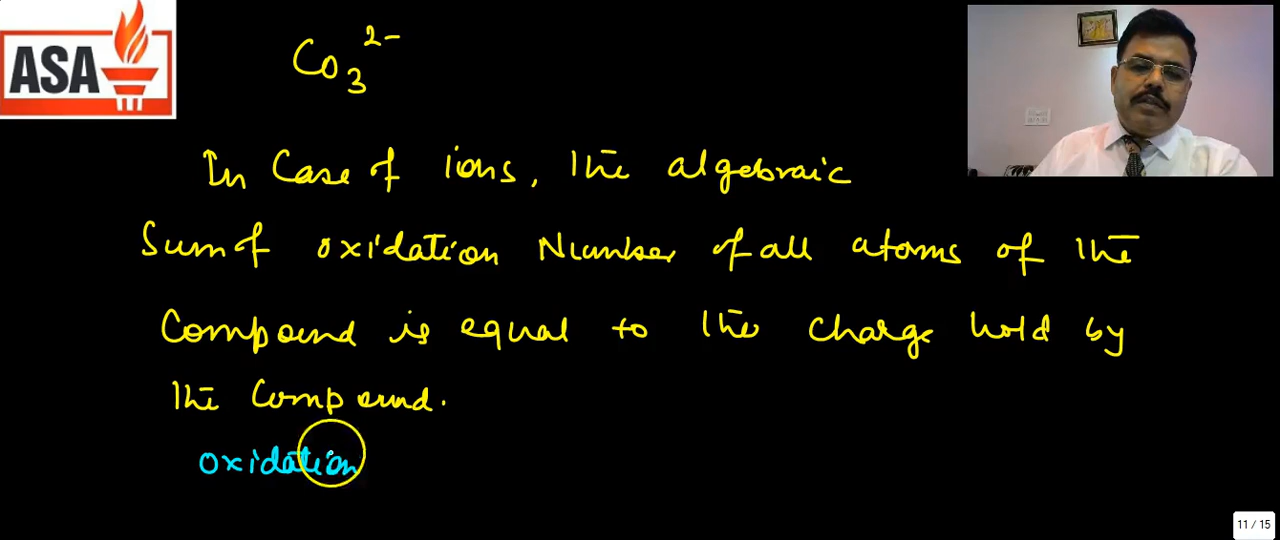 ASA
CO3 2-
In Case of ions, the algebraic
Sum of oxidation Number of all atoms of the
Compound is equal to the charge hold by
the Compound.
oxidation
11 / 15